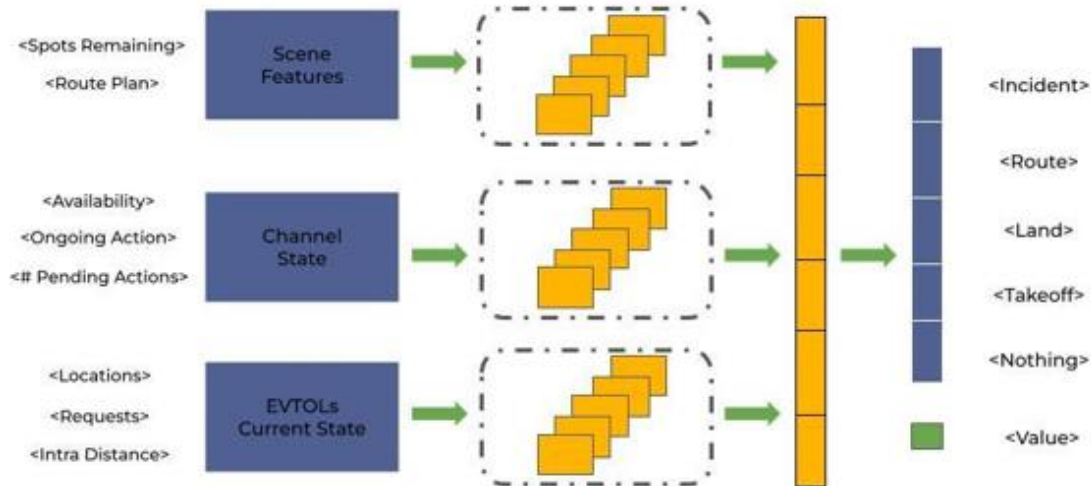 <Spots Remaining>
<Route Plan>
Scene
Features
<Availability>
<Ongoing Action>
<# Pending Actions>
Channel
State
<Locations>
<Requests>
<Intra Distance>
EVTOLs
Current State
<Incident>
<Route>
<Land>
<Takeoff>
<Nothing>
<Value>